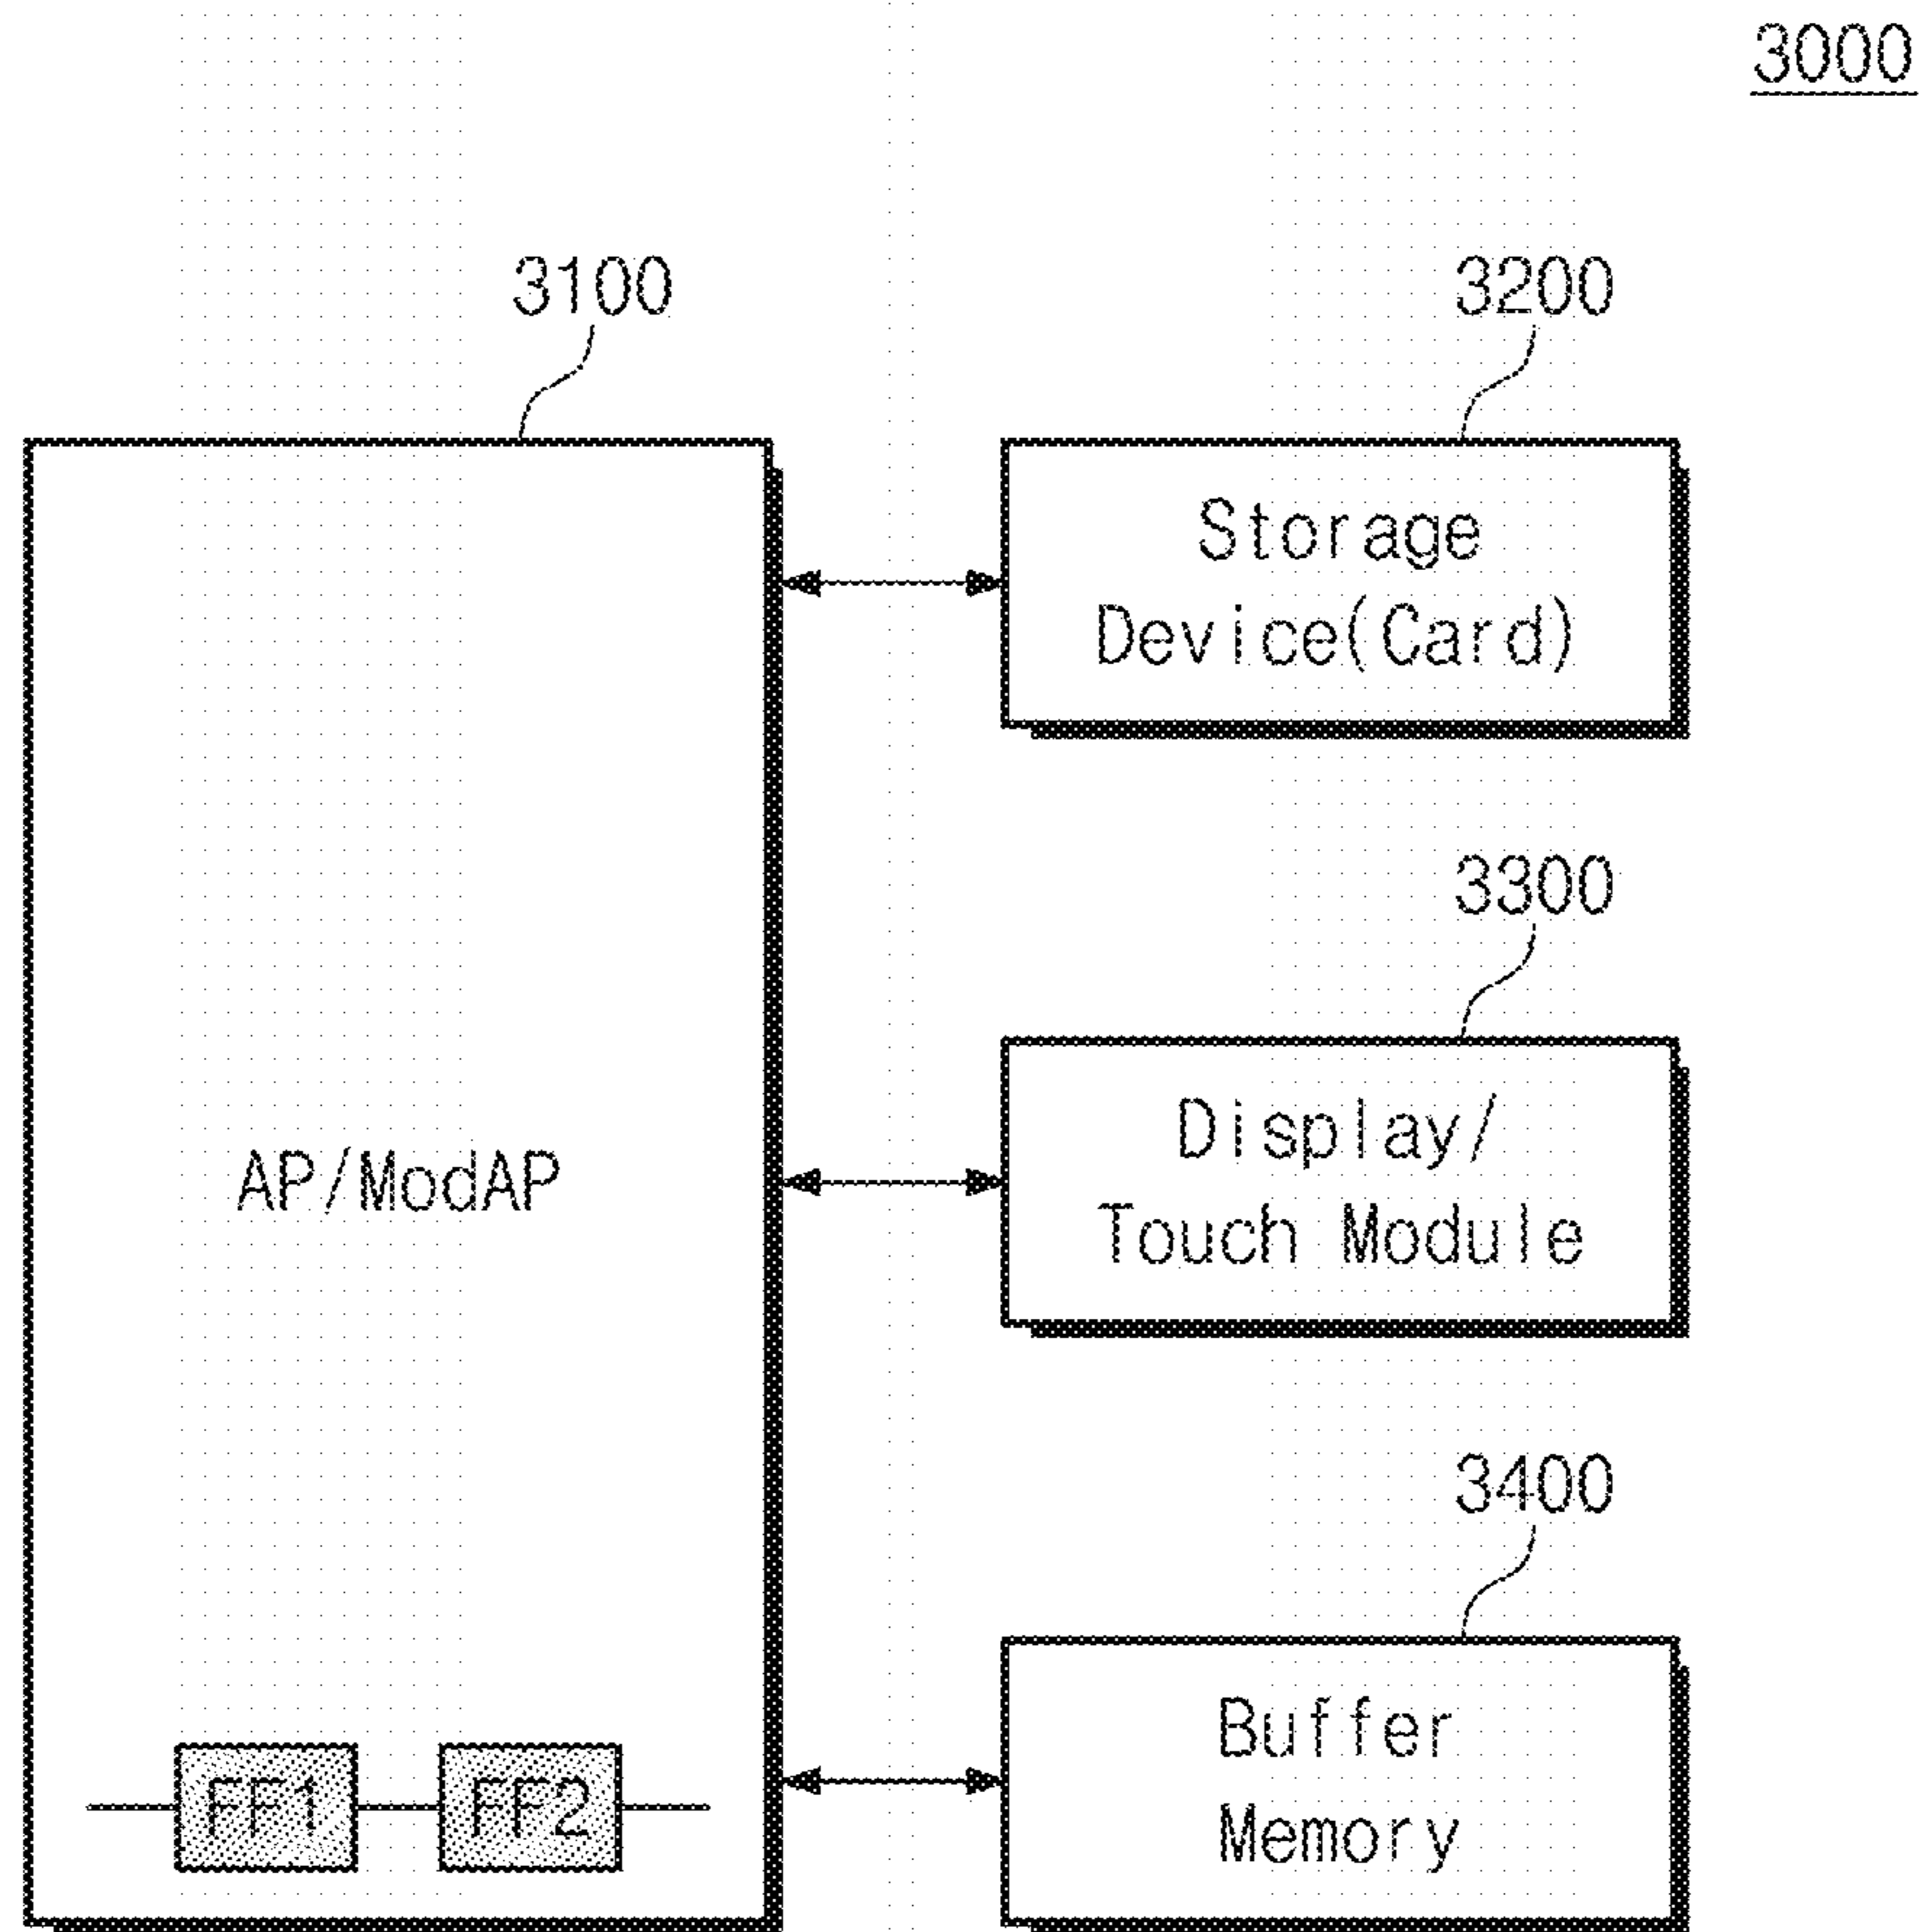 3000
3100
3200
Storage
Device(Card)
3300
AP/ModAP
Display/
Touch Module
3400
FF1
FF2
Buffer
Memory